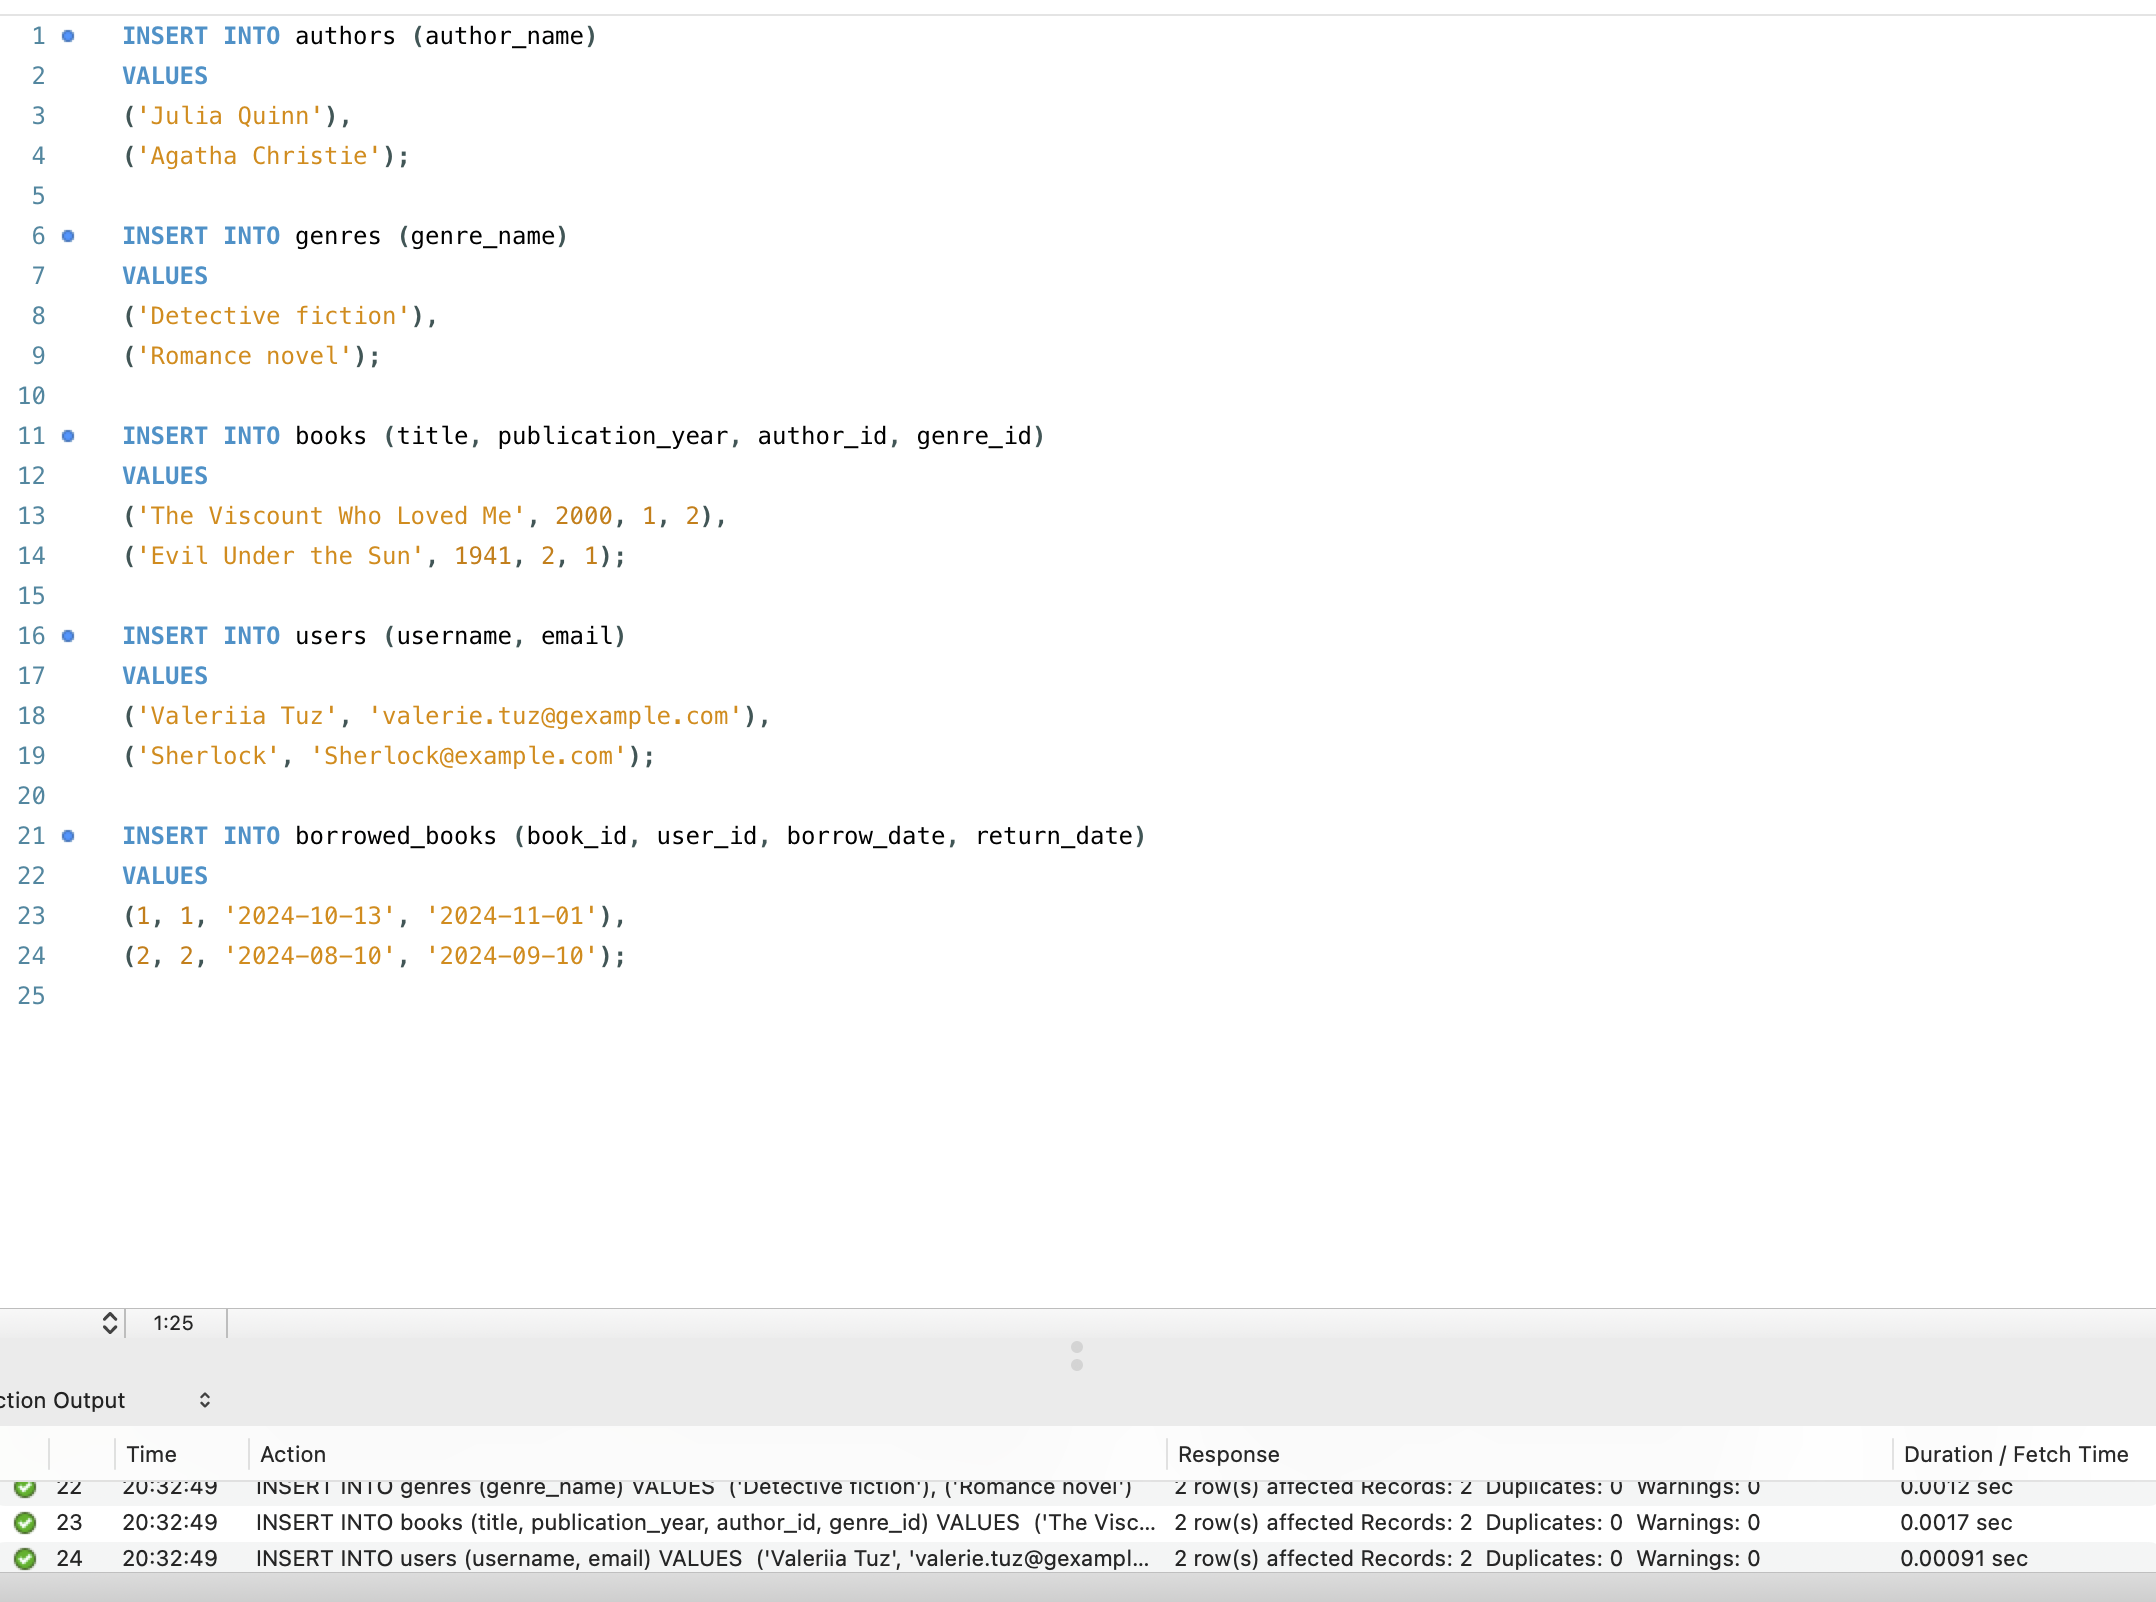 1 INSERT INTO authors (author_name)
2 VALUES
3 ('Julia Quinn'),
4 ('Agatha Christie');
5
6 INSERT INTO genres (genre_name)
7 VALUES
8 ('Detective fiction'),
9 ('Romance novel');
10
11 INSERT INTO books (title, publication_year, author_id, genre_id)
12 VALUES
13 ('The Viscount Who Loved Me', 2000, 1, 2),
14 ('Evil Under the Sun', 1941, 2, 1);
15
16 INSERT INTO users (username, email)
17 VALUES
18 ('Valeriia Tuz', 'valerie.tuz@gexample.com'),
19 ('Sherlock', 'Sherlock@example.com');
20
21 INSERT INTO borrowed_books (book_id, user_id, borrow_date, return_date)
22 VALUES
23 (1, 1, '2024-10-13', '2024-11-01'),
24 (2, 2, '2024-08-10', '2024-09-10');
25
1:25
ction Output
Time Action Response Duration / Fetch Time
22 20:32:49 INSERT INTO genres (genre_name) VALUES ('Detective fiction'), ('Romance novel') 2 row(s) affected Records: 2 Duplicates: 0 Warnings: 0 0.0012 sec
23 20:32:49 INSERT INTO books (title, publication_year, author_id, genre_id) VALUES ('The Visc... 2 row(s) affected Records: 2 Duplicates: 0 Warnings: 0 0.0017 sec
24 20:32:49 INSERT INTO users (username, email) VALUES ('Valeriia Tuz', 'valerie.tuz@gexampl... 2 row(s) affected Records: 2 Duplicates: 0 Warnings: 0 0.00091 sec